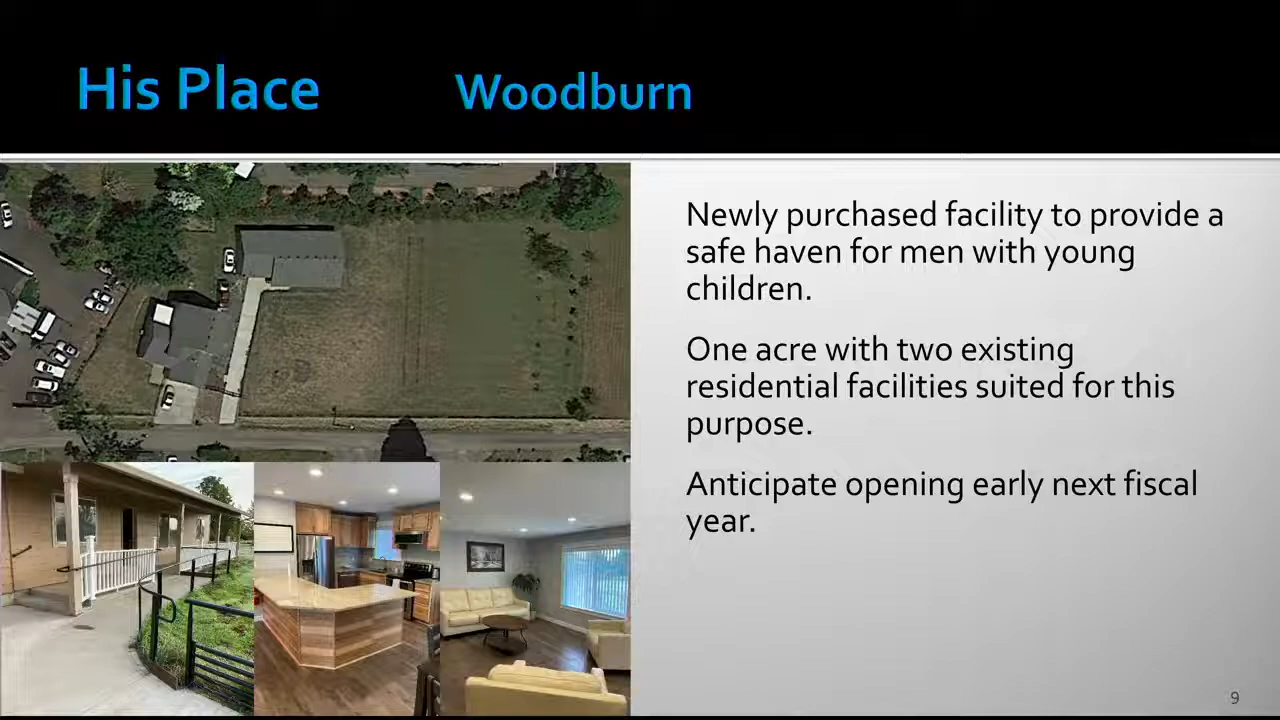 His Place Woodburn
Newly purchased facility to provide a
safe haven for men with young
children.
One acre with two existing
residential facilities suited for this
purpose.
Anticipate opening early next fiscal
year.
9